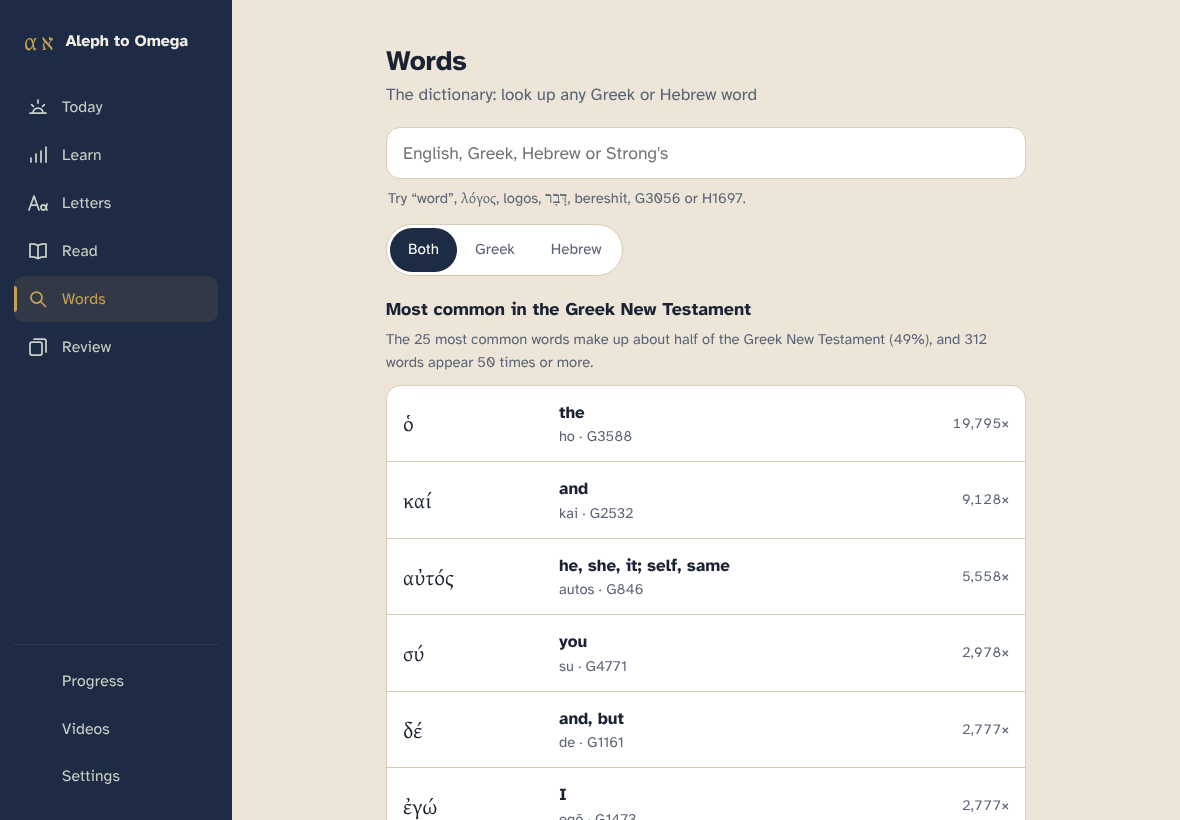 α א Aleph to Omega
Today
Learn
Letters
Read
Words
Review
Progress
Videos
Settings
Words
The dictionary: look up any Greek or Hebrew word
English, Greek, Hebrew or Strong's
Try “word”, λόγος, logos, דָּבָר, bereshit, G3056 or H1697.
Both Greek Hebrew
Most common in the Greek New Testament
The 25 most common words make up about half of the Greek New Testament (49%), and 312
words appear 50 times or more.
ὁ
the
ho · G3588
19,795×
καί
and
kai · G2532
9,128×
αὐτός
he, she, it; self, same
autos · G846
5,558×
σύ
you
su · G4771
2,978×
δέ
and, but
de · G1161
2,777×
ἐγώ
I
egō · G1473
2,777×